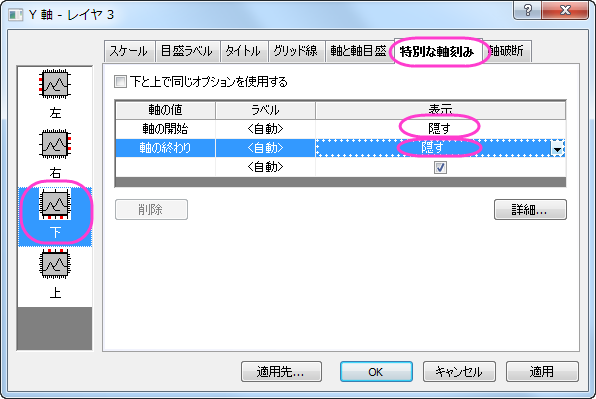 Y 軸 - レイヤ 3
スケール 目盛ラベル タイトル グリッド線 軸と軸目盛 特別な軸刻み 軸破断
下と上で同じオプションを使用する
軸の値 ラベル 表示
軸の開始 <自動> 隠す
軸の終わり <自動> 隠す
<自動>
左
右
下
上
削除 詳細...
適用先... OK キャンセル 適用